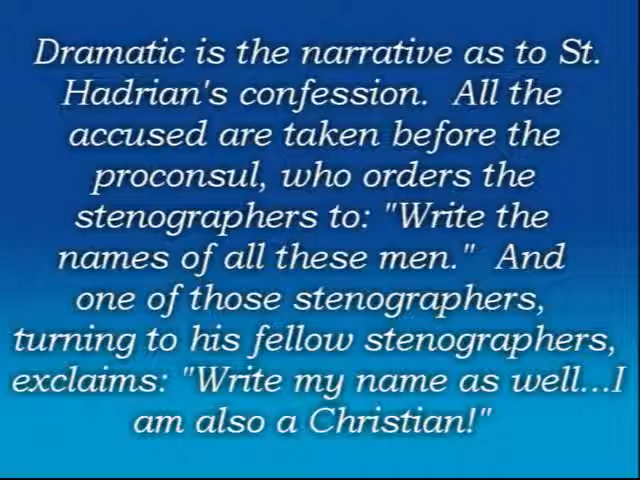 Dramatic is the narrative as to St.
Hadrian's confession.  All the
accused are taken before the
proconsul, who orders the
stenographers to: "Write the
names of all these men."  And
one of those stenographers,
turning to his fellow stenographers,
exclaims: "Write my name as well...I
am also a Christian!"